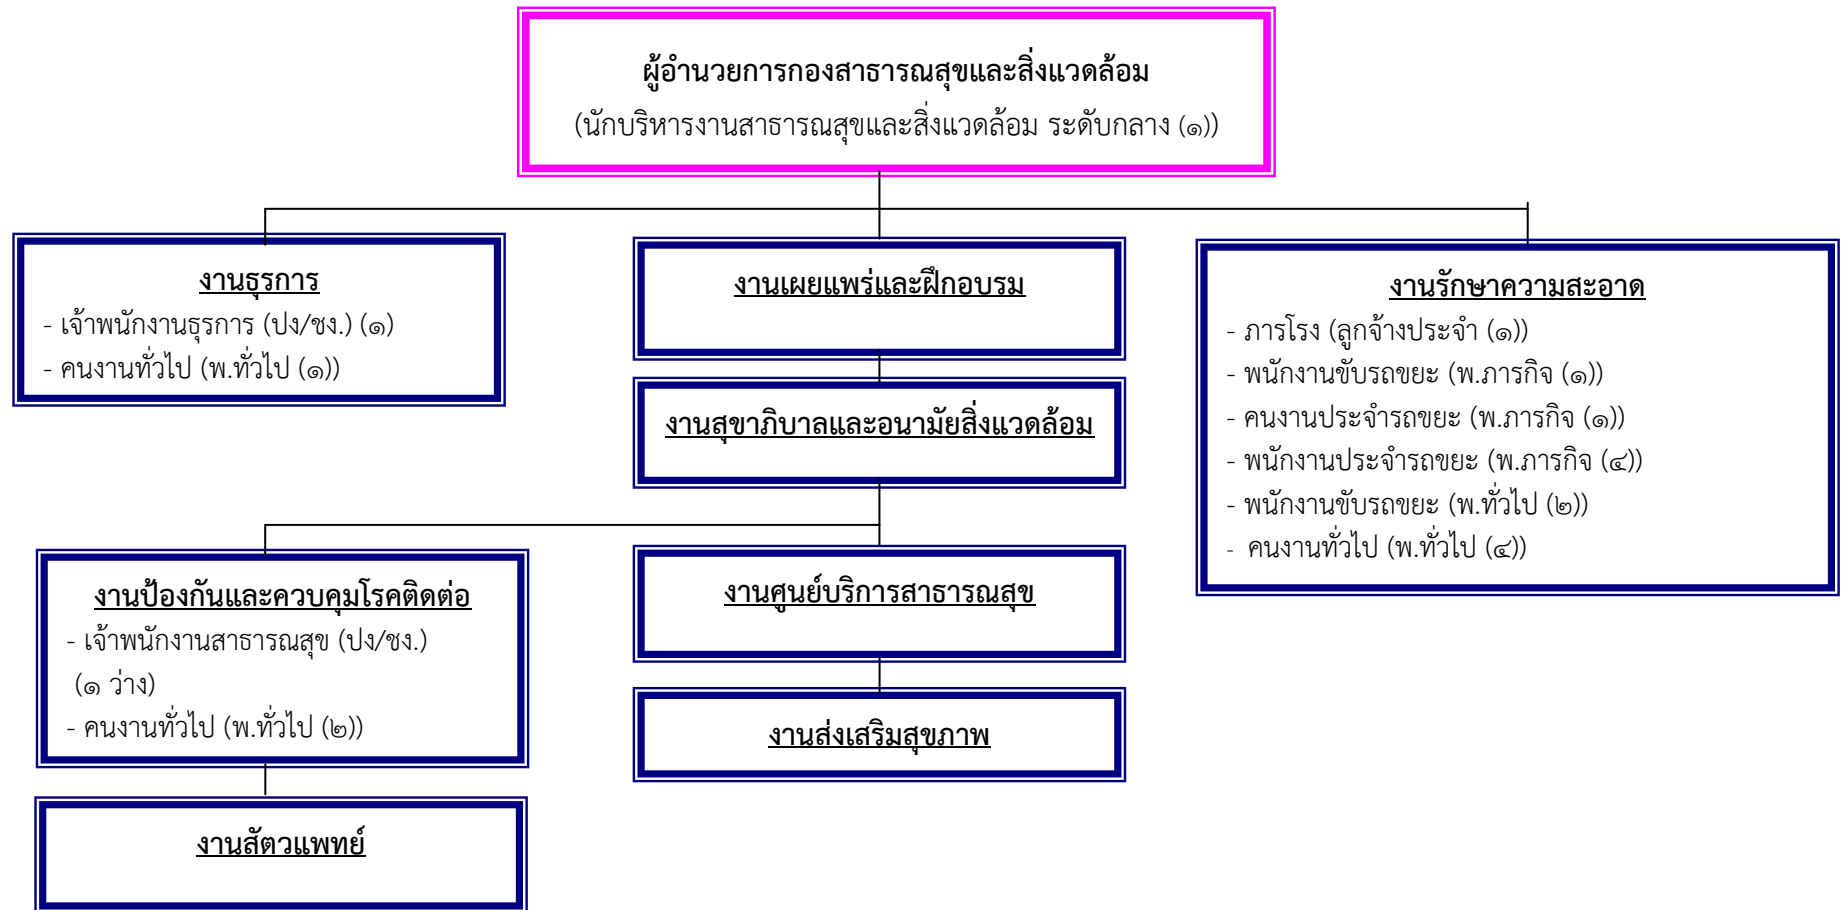 ผู้อำนวยการกองสาธารณสุขและสิ่งแวดล้อม
(นักบริหารงานสาธารณสุขและสิ่งแวดล้อม ระดับกลาง (๑))
งานธุรการ
- เจ้าพนักงานธุรการ (ปง/ชง.) (๑)
- คนงานทั่วไป (พ.ทั่วไป (๑))
งานเผยแพร่และฝึกอบรม
งานสุขาภิบาลและอนามัยสิ่งแวดล้อม
งานรักษาความสะอาด
- ภารโรง (ลูกจ้างประจำ (๑))
- พนักงานขับรถขยะ (พ.ภารกิจ (๑))
- คนงานประจำรถขยะ (พ.ภารกิจ (๑))
- พนักงานประจำรถขยะ (พ.ภารกิจ (๔))
- พนักงานขับรถขยะ (พ.ทั่วไป (๒))
- คนงานทั่วไป (พ.ทั่วไป (๔))
งานป้องกันและควบคุมโรคติดต่อ
- เจ้าพนักงานสาธารณสุข (ปง/ชง.)
(๑ ว่าง)
- คนงานทั่วไป (พ.ทั่วไป (๒))
งานศูนย์บริการสาธารณสุข
งานส่งเสริมสุขภาพ
งานสัตวแพทย์